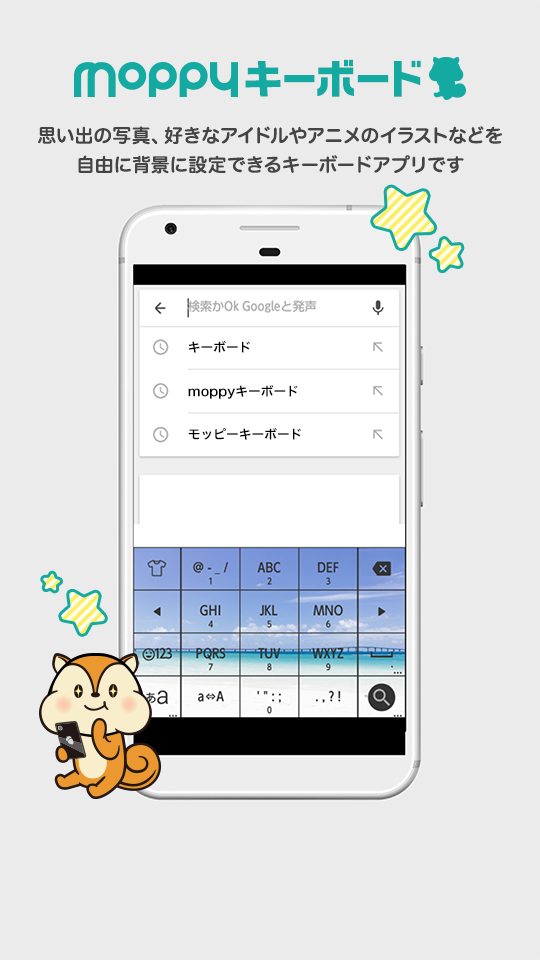 moppyキーボード
思い出の写真、好きなアイドルやアニメのイラストなどを
自由に背景に設定できるキーボードアプリです
検索かOk Googleと発声
キーボード
moppyキーボード
モッピーキーボード
@ - _ / ABC DEF
1 2 3
GHI JKL MNO
4 5 6
123 PQRS TUV WXYZ
7 8 9
あa a⇔A ' " : ; . , ? !
0